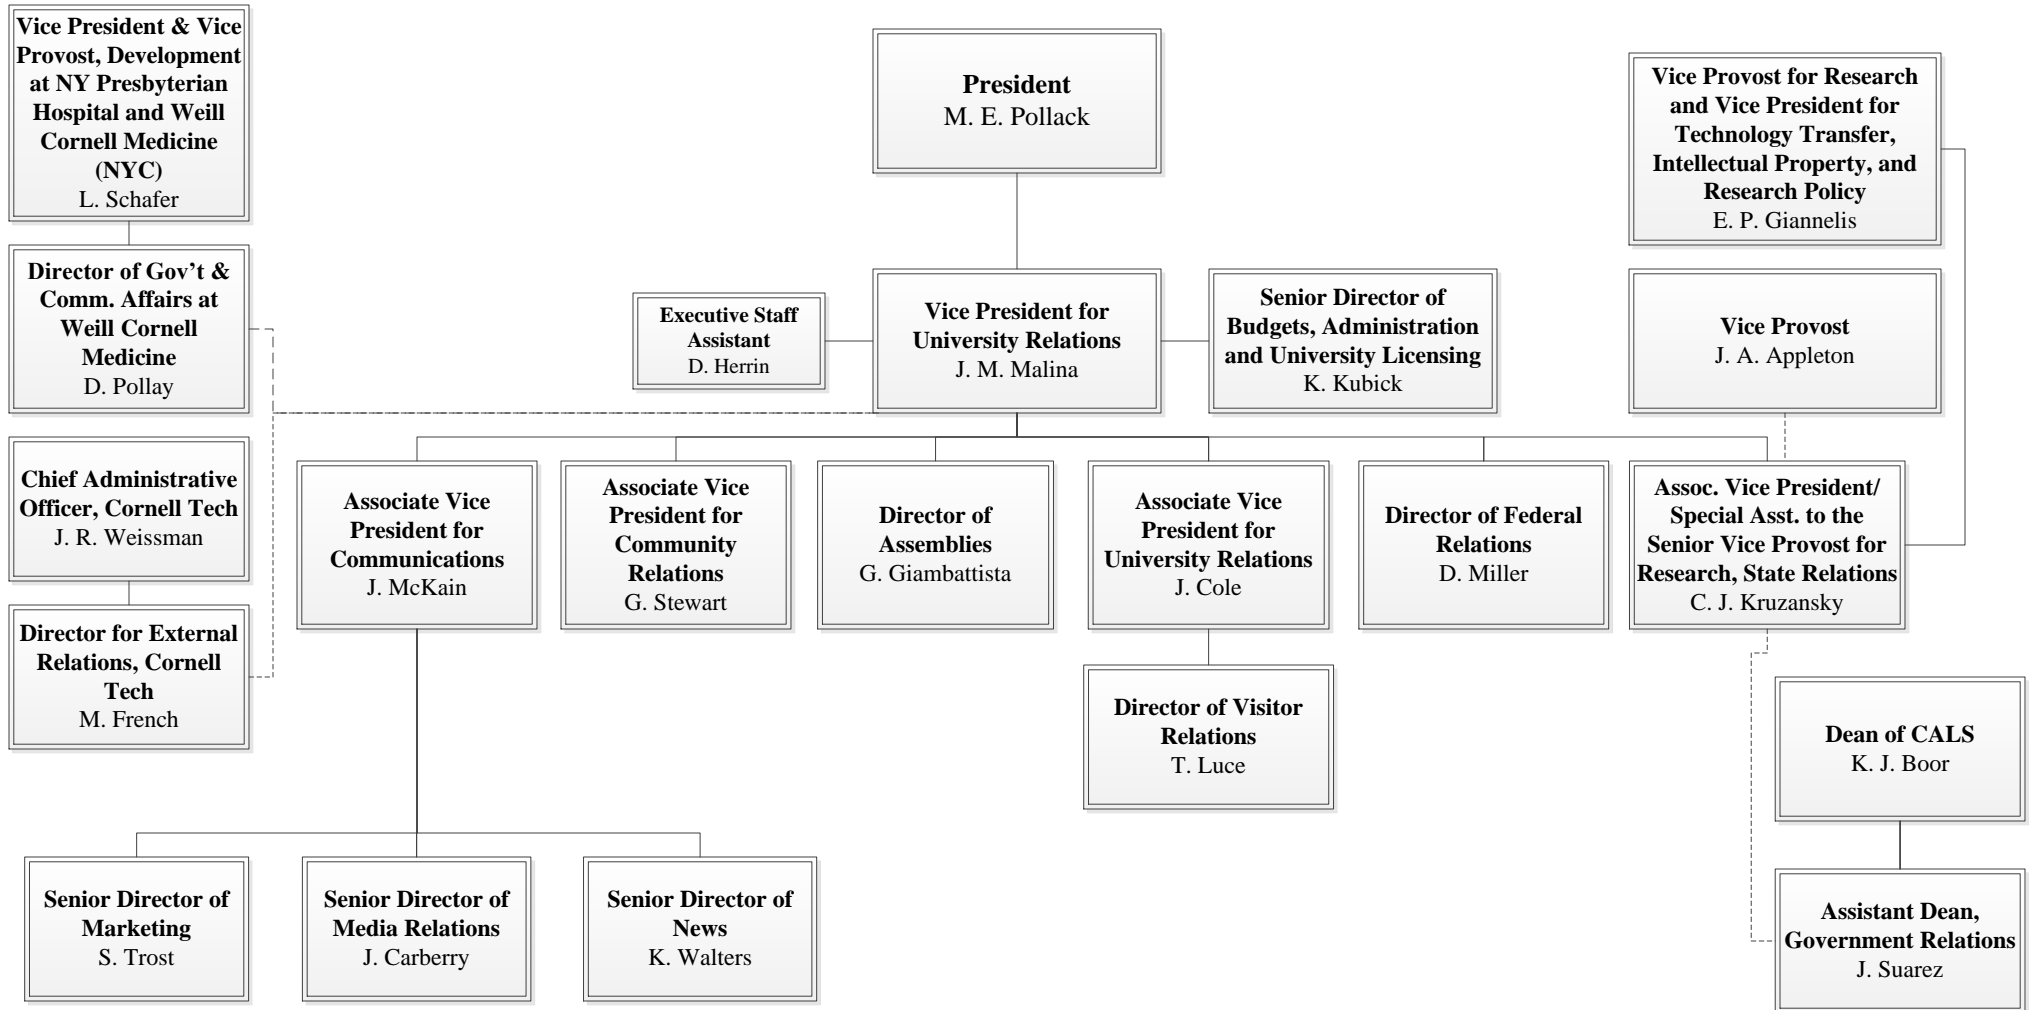 Vice President & Vice
Provost, Development
at NY Presbyterian
Hospital and Weill
Cornell Medicine
(NYC)
L. Schafer
President
M. E. Pollack
Vice Provost for Research
and Vice President for
Technology Transfer,
Intellectual Property, and
Research Policy
E. P. Giannelis
Director of Gov’t &
Comm. Affairs at
Weill Cornell
Medicine
D. Pollay
Executive Staff
Assistant
D. Herrin
Vice President for
University Relations
J. M. Malina
Senior Director of
Budgets, Administration
and University Licensing
K. Kubick
Vice Provost
J. A. Appleton
Chief Administrative
Officer, Cornell Tech
J. R. Weissman
Associate Vice
President for
Communications
J. McKain
Associate Vice
President for
Community
Relations
G. Stewart
Director of
Assemblies
G. Giambattista
Associate Vice
President for
University Relations
J. Cole
Director of Federal
Relations
D. Miller
Assoc. Vice President/
Special Asst. to the
Senior Vice Provost for
Research, State Relations
C. J. Kruzansky
Director for External
Relations, Cornell
Tech
M. French
Director of Visitor
Relations
T. Luce
Dean of CALS
K. J. Boor
Senior Director of
Marketing
S. Trost
Senior Director of
Media Relations
J. Carberry
Senior Director of
News
K. Walters
Assistant Dean,
Government Relations
J. Suarez